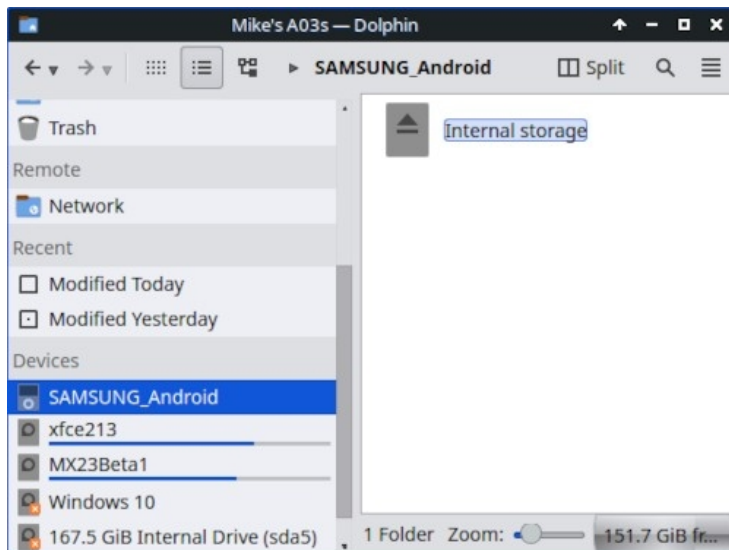 Mike's A03s — Dolphin
SAMSUNG_Android
Split
Trash
Remote
Network
Recent
Modified Today
Modified Yesterday
Devices
SAMSUNG_Android
xfce213
MX23Beta1
Windows 10
167.5 GiB Internal Drive (sda5)
Internal storage
1 Folder Zoom: 151.7 GiB fr...